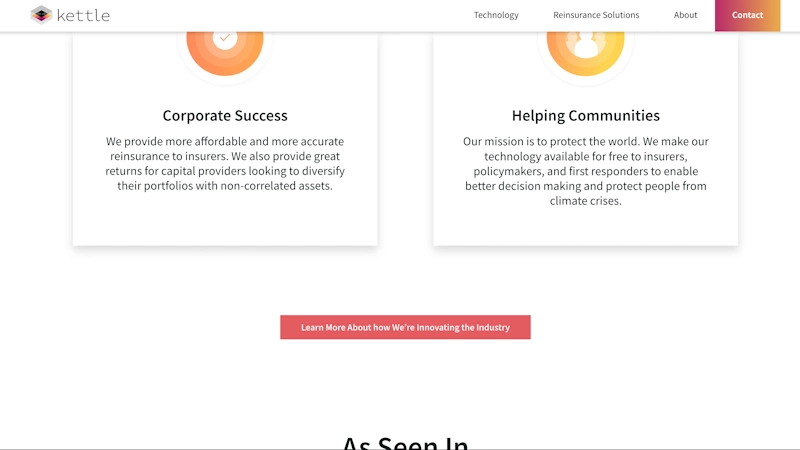 kettle
Technology
Reinsurance Solutions
About
Contact
Corporate Success
We provide more affordable and more accurate
reinsurance to insurers. We also provide great
returns for capital providers looking to diversify
their portfolios with non-correlated assets.
Helping Communities
Our mission is to protect the world. We make our
technology available for free to insurers,
policymakers, and first responders to enable
better decision making and protect people from
climate crises.
Learn More About how We're Innovating the Industry
As Seen In